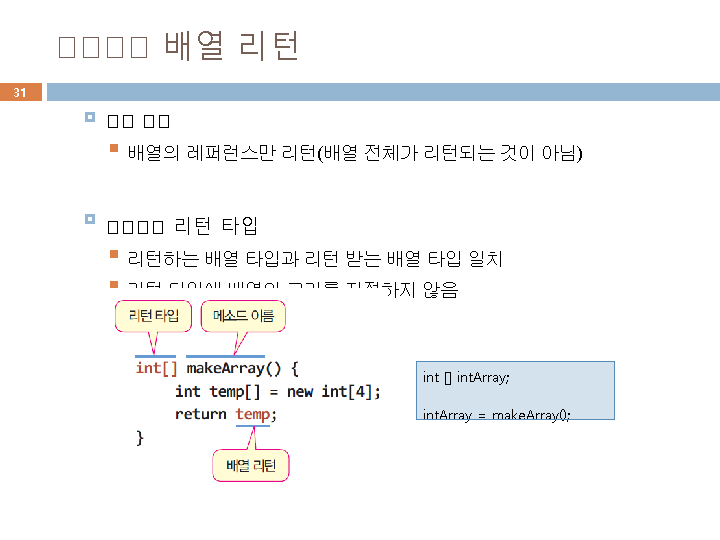 배열 리턴
31
배열의 레퍼런스만 리턴(배열 전체가 리턴되는 것이 아님)
리턴 타입
리턴하는 배열 타입과 리턴 받는 배열 타입 일치
리턴 타입에 배열의 크기를 지정하지 않음
리턴 타입
메소드 이름
int[] makeArray() {
int temp[] = new int[4];
return temp;
}
배열 리턴
int [] intArray;
intArray = makeArray();